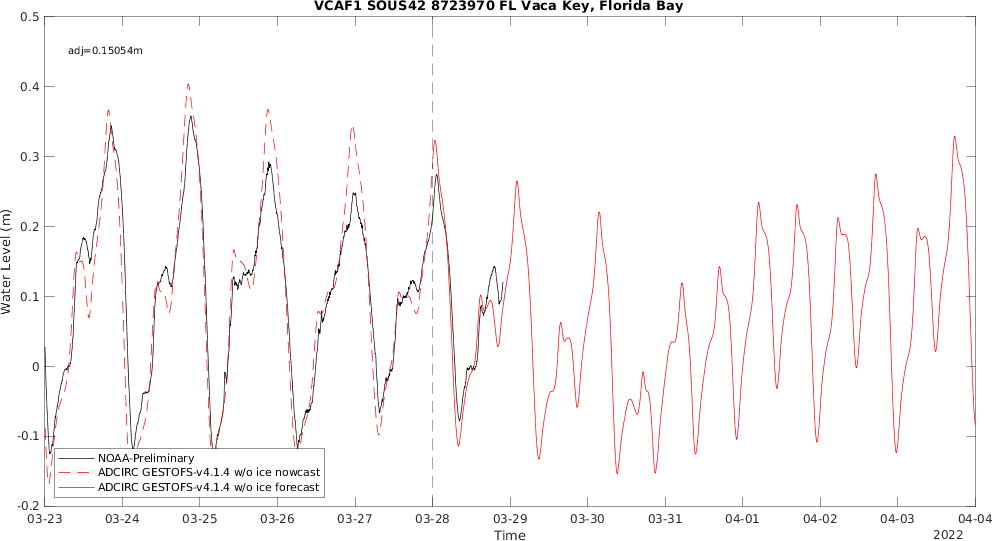 VCAF1 SOUS42 8723970 FL Vaca Key, Florida Bay
adj=0.15054m
Water Level (m)
0.5
0.4
0.3
0.2
0.1
0
-0.1
-0.2
NOAA-Preliminary
ADCIRC GESTOFS-v4.1.4 w/o ice nowcast
ADCIRC GESTOFS-v4.1.4 w/o ice forecast
03-23 03-24 03-25 03-26 03-27 03-28 03-29 03-30 03-31 04-01 04-02 04-03 04-04
Time
2022